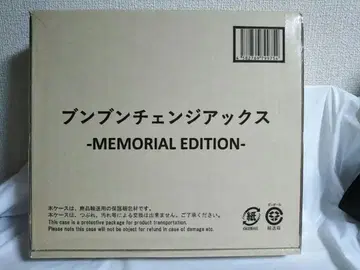 ブンブンチェンジアックス
-MEMORIAL EDITION-
本ケースは、商品輸送用の保護梱包材です。
本ケースは、つぶれ、汚れ等による交換は出来ません。ご了承ください。
This case is a protective package for product transportation.
Please note this case will not be object for refund in case of damage etc.
紙